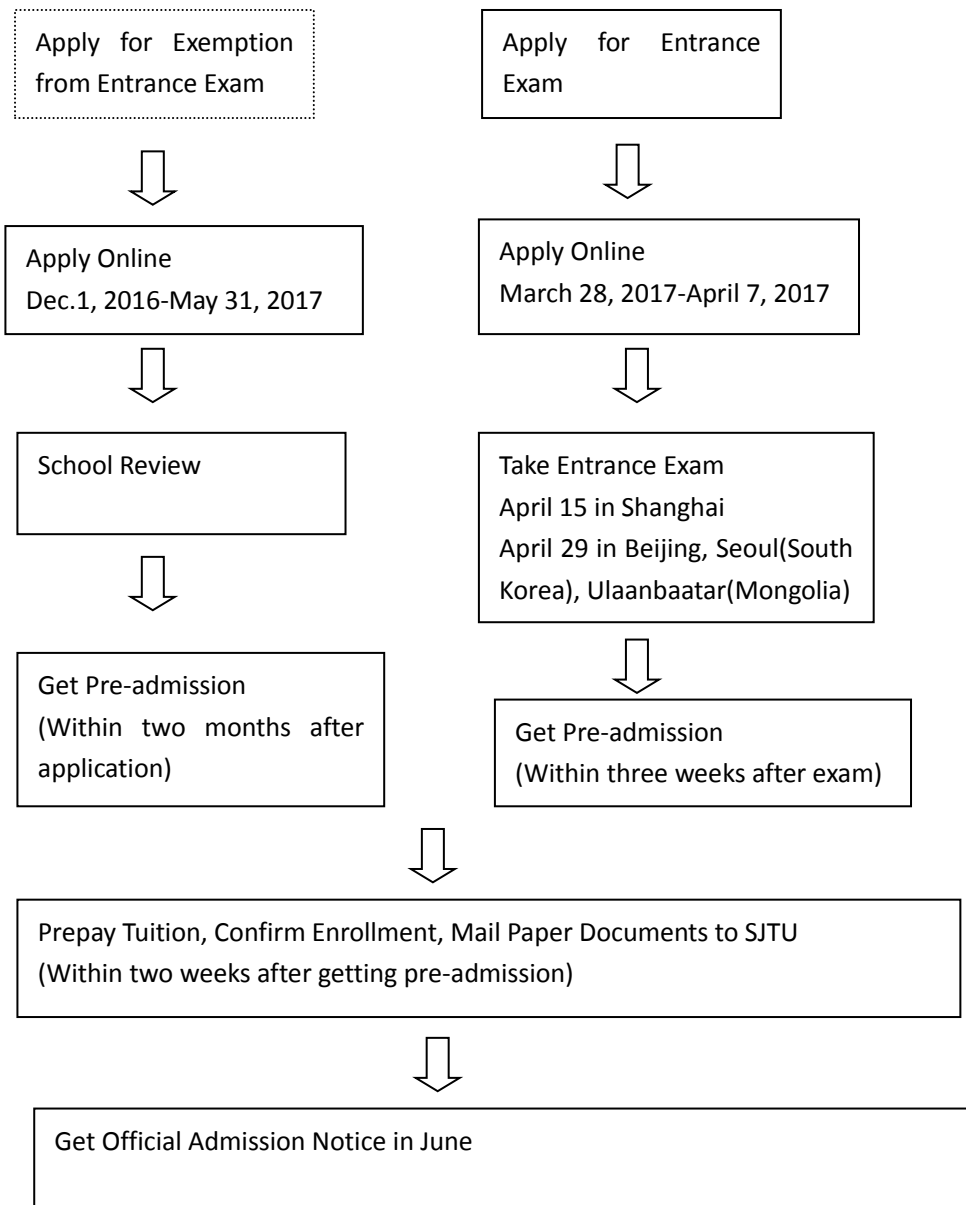 Apply for Exemption
from Entrance Exam
Apply for Entrance
Exam
Apply Online
Dec.1, 2016-May 31, 2017
Apply Online
March 28, 2017-April 7, 2017
School Review
Take Entrance Exam
April 15 in Shanghai
April 29 in Beijing, Seoul(South
Korea), Ulaanbaatar(Mongolia)
Get Pre-admission
(Within two months after
application)
Get Pre-admission
(Within three weeks after exam)
Prepay Tuition, Confirm Enrollment, Mail Paper Documents to SJTU
(Within two weeks after getting pre-admission)
Get Official Admission Notice in June